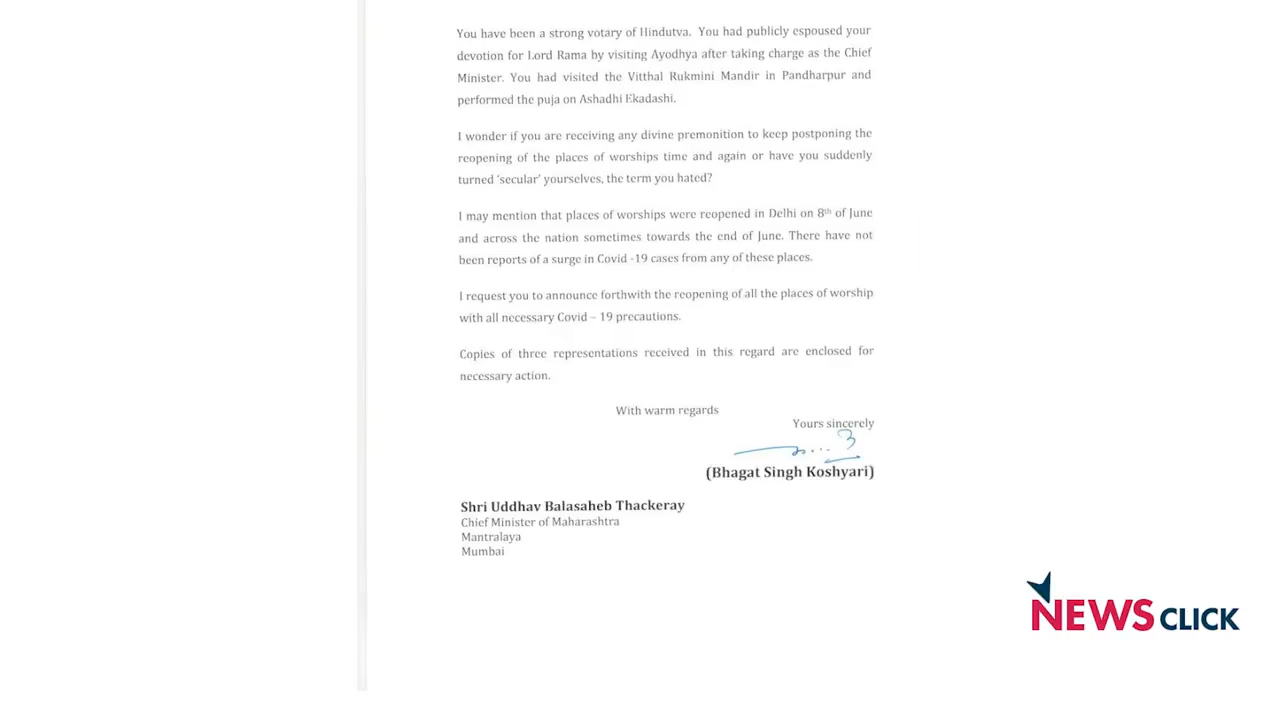 You have been a strong votary of Hindutva. You had publicly espoused your
devotion for Lord Rama by visiting Ayodhya after taking charge as the Chief
Minister. You had visited the Vitthal Rukmini Mandir in Pandharpur and
performed the puja on Ashadhi Ekadashi.
I wonder if you are receiving any divine premonition to keep postponing the
reopening of the places of worships time and again or have you suddenly
turned ‘secular’ yourselves, the term you hated?
I may mention that places of worships were reopened in Delhi on 8th of June
and across the nation sometimes towards the end of June. There have not
been reports of a surge in Covid -19 cases from any of these places.
I request you to announce forthwith the reopening of all the places of worship
with all necessary Covid – 19 precautions.
Copies of three representations received in this regard are enclosed for
necessary action.
With warm regards
Yours sincerely
(Bhagat Singh Koshyari)
Shri Uddhav Balasaheb Thackeray
Chief Minister of Maharashtra
Mantralaya
Mumbai
NEWSCLICK